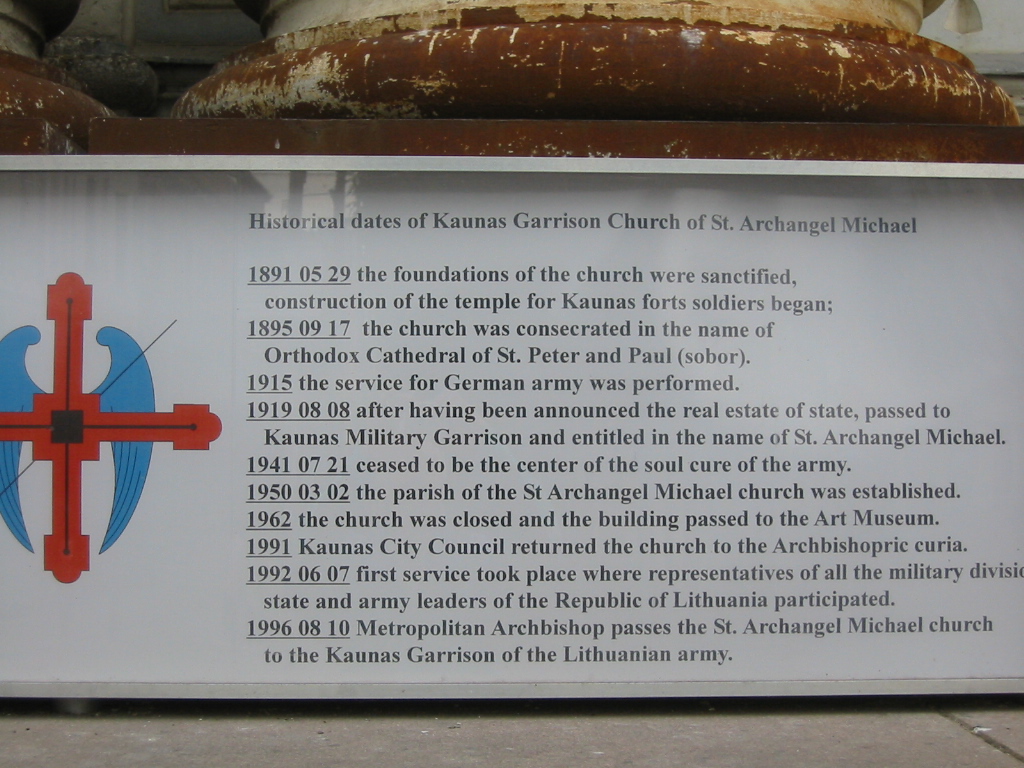 Historical dates of Kaunas Garrison Church of St. Archangel Michael
1891 05 29 the foundations of the church were sanctified,
construction of the temple for Kaunas forts soldiers began;
1895 09 17 the church was consecrated in the name of
Orthodox Cathedral of St. Peter and Paul (sobor).
1915 the service for German army was performed.
1919 08 08 after having been announced the real estate of state, passed to
Kaunas Military Garrison and entitled in the name of St. Archangel Michael.
1941 07 21 ceased to be the center of the soul cure of the army.
1950 03 02 the parish of the St Archangel Michael church was established.
1962 the church was closed and the building passed to the Art Museum.
1991 Kaunas City Council returned the church to the Archbishopric curia.
1992 06 07 first service took place where representatives of all the military
state and army leaders of the Republic of Lithuania participated.
1996 08 10 Metropolitan Archbishop passes the St. Archangel Michael church
to the Kaunas Garrison of the Lithuanian army.